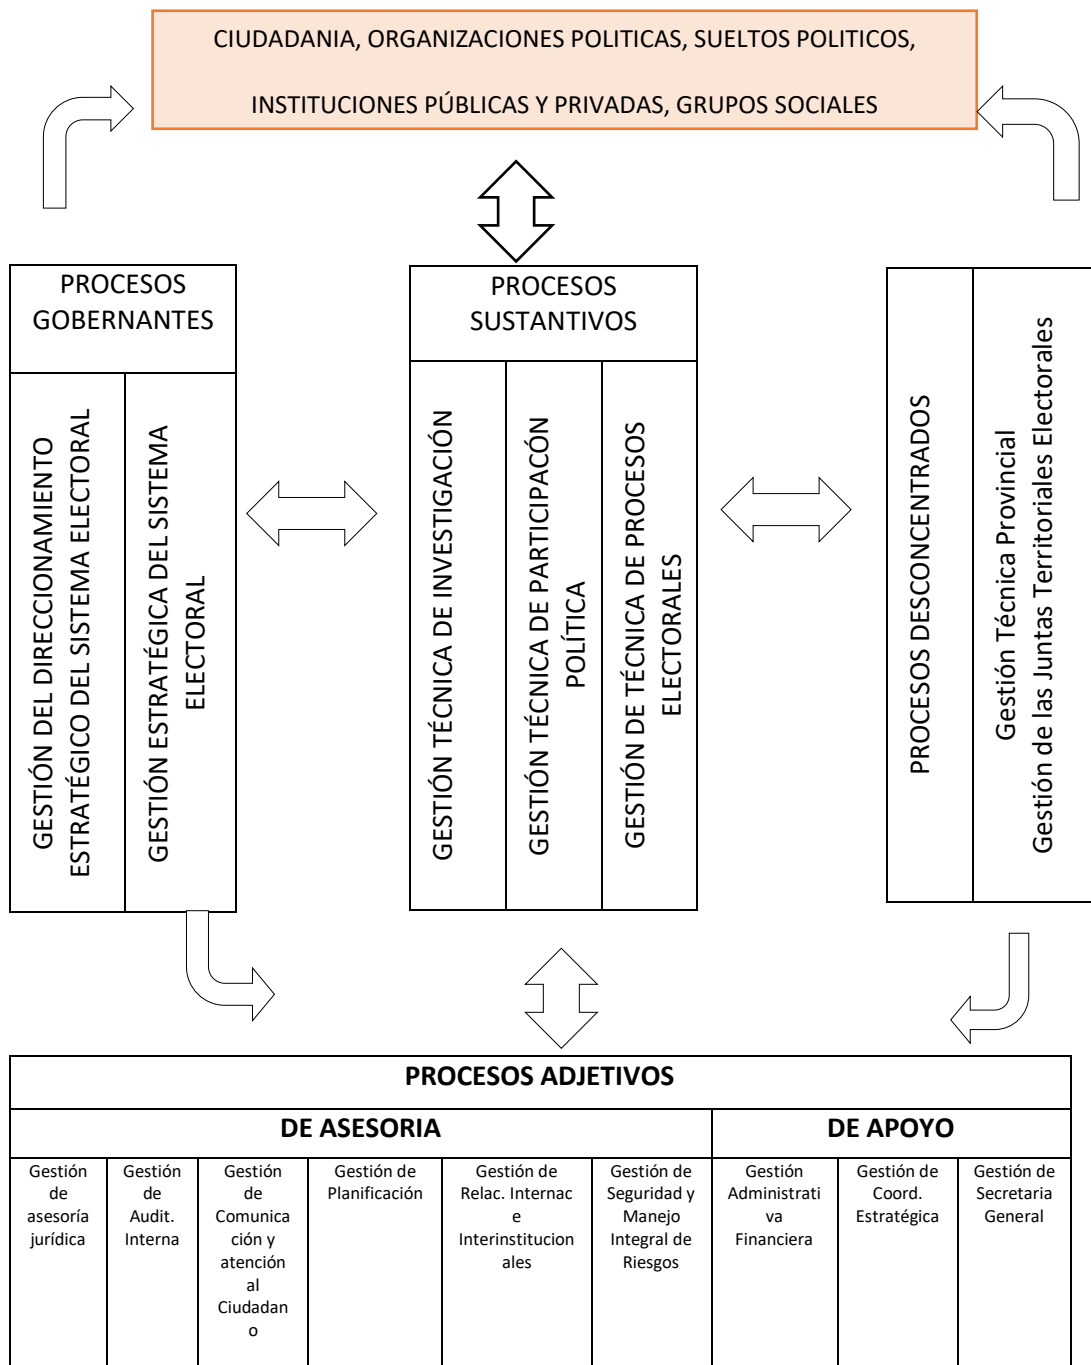 CIUDADANIA, ORGANIZACIONES POLITICAS, SUELTOS POLITICOS,
INSTITUCIONES PÚBLICAS Y PRIVADAS, GRUPOS SOCIALES
PROCESOS
GOBERNANTES
GESTIÓN DEL DIRECCIONAMIENTO
ESTRATÉGICO DEL SISTEMA ELECTORAL
GESTIÓN ESTRATÉGICA DEL SISTEMA
ELECTORAL
PROCESOS
SUSTANTIVOS
GESTIÓN TÉCNICA DE INVESTIGACIÓN
GESTIÓN TÉCNICA DE PARTICIPACÓN
POLÍTICA
GESTIÓN DE TÉCNICA DE PROCESOS
ELECTORALES
PROCESOS DESCONCENTRADOS
Gestión Técnica Provincial
Gestión de las Juntas Territoriales Electorales
PROCESOS ADJETIVOS
DE ASESORIA
DE APOYO
Gestión
de
asesoría
jurídica
Gestión
de
Audit.
Interna
Gestión
de
Comunica
ción y
atención
al
Ciudadan
o
Gestión de
Planificación
Gestión de
Relac. Internac
e
Interinstitucion
ales
Gestión de
Seguridad y
Manejo
Integral de
Riesgos
Gestión
Administrati
va
Financiera
Gestión de
Coord.
Estratégica
Gestión de
Secretaria
General